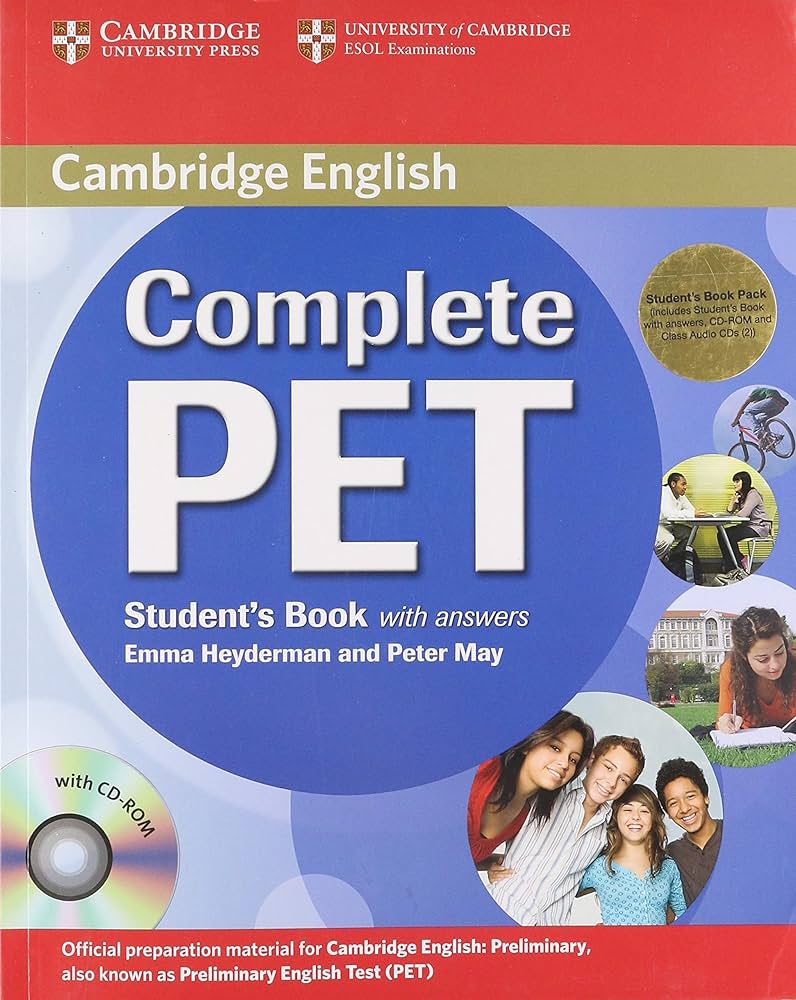 CAMBRIDGE
UNIVERSITY PRESS
UNIVERSITY of CAMBRIDGE
ESOL Examinations
Cambridge English
Complete
PET
Student's Book with answers
Emma Heyderman and Peter May
Student's Book Pack
(includes Student's Book
with answers, CD-ROM and
Class Audio CDs (2))
with CD-ROM
Official preparation material for Cambridge English: Preliminary,
also known as Preliminary English Test (PET)